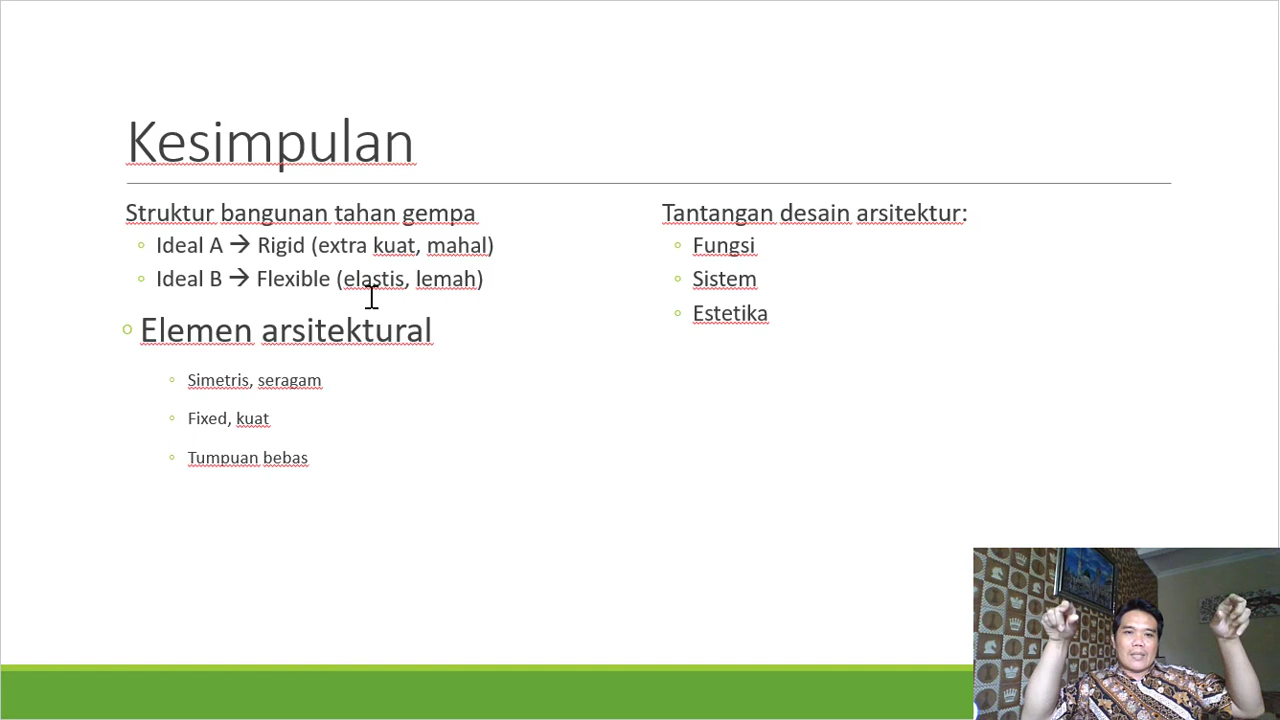 Kesimpulan
Struktur bangunan tahan gempa
Ideal A → Rigid (extra kuat, mahal)
Ideal B → Flexible (elastis, lemah)
Elemen arsitektural
Simetris, seragam
Fixed, kuat
Tumpuan bebas
Tantangan desain arsitektur:
Fungsi
Sistem
Estetika